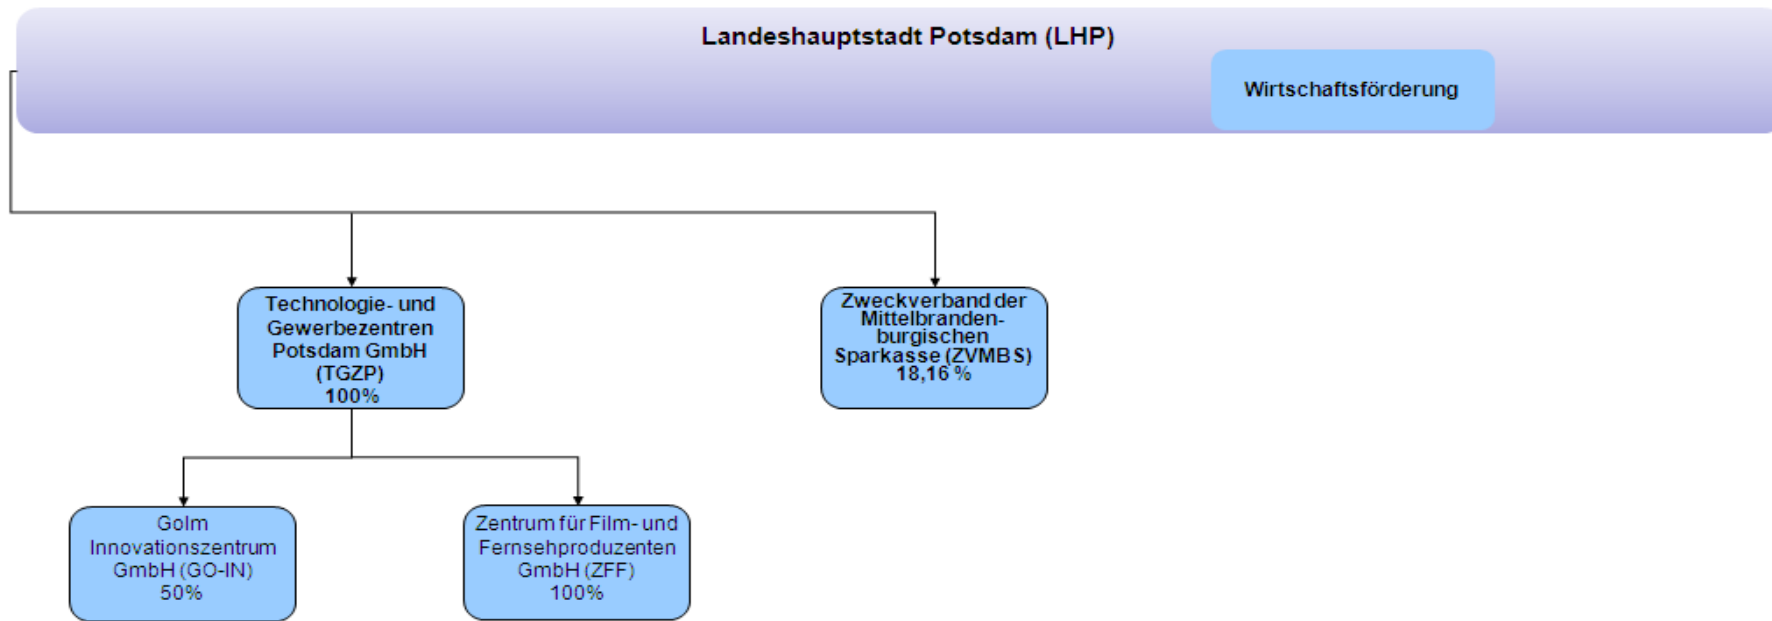 Landeshauptstadt Potsdam (LHP)
Wirtschaftsförderung
Technologie- und
Gewerbezentren
Potsdam GmbH
(TGZP)
100%
Zweckverband der
Mittelbranden-
burgischen
Sparkasse (ZVMBS)
18,16 %
Golm
Innovationszentrum
GmbH (GO-IN)
50%
Zentrum für Film- und
Fernsehproduzenten
GmbH (ZFF)
100%